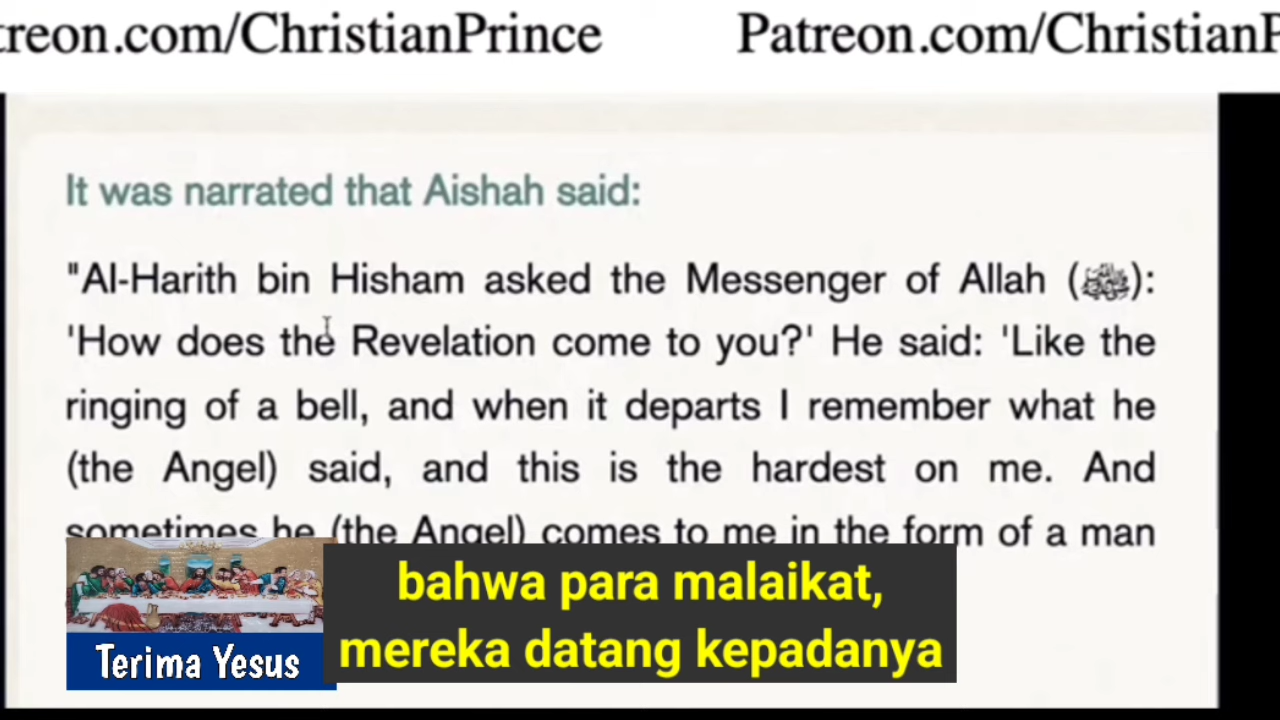 treon.com/ChristianPrince Patreon.com/ChristianP
It was narrated that Aishah said:
"Al-Harith bin Hisham asked the Messenger of Allah (ﷺ):
'How does the Revelation come to you?' He said: 'Like the
ringing of a bell, and when it departs I remember what he
(the Angel) said, and this is the hardest on me. And
sometimes he (the Angel) comes to me in the form of a man
bahwa para malaikat,
mereka datang kepadanya
Terima Yesus